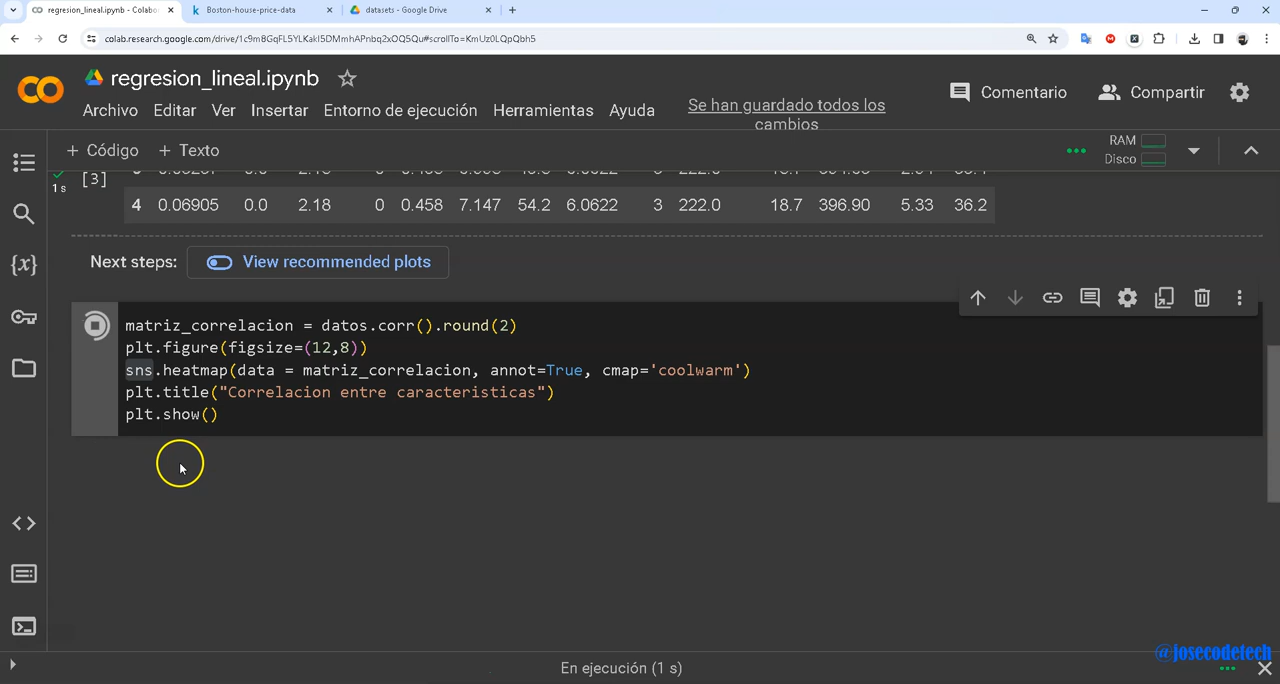 regresion_lineal.ipynb - Colabo
Boston-house-price-data
datasets - Google Drive
colab.research.google.com/drive/1c9m8GqFL5YLKakI5DMmhAPnbq2xOQ5Qu#scrollTo=KmUz0LQpQbh5
regresion_lineal.ipynb
Archivo Editar Ver Insertar Entorno de ejecución Herramientas Ayuda
Se han guardado todos los cambios
Comentario
Compartir
+ Código + Texto
RAM
Disco
1 s
[3]
4 0.06905 0.0 2.18 0 0.458 7.147 54.2 6.0622 3 222.0 18.7 396.90 5.33 36.2
Next steps: View recommended plots
matriz_correlacion = datos.corr().round(2)
plt.figure(figsize=(12,8))
sns.heatmap(data = matriz_correlacion, annot=True, cmap='coolwarm')
plt.title("Correlacion entre caracteristicas")
plt.show()
@josecodetech
En ejecución (1 s)